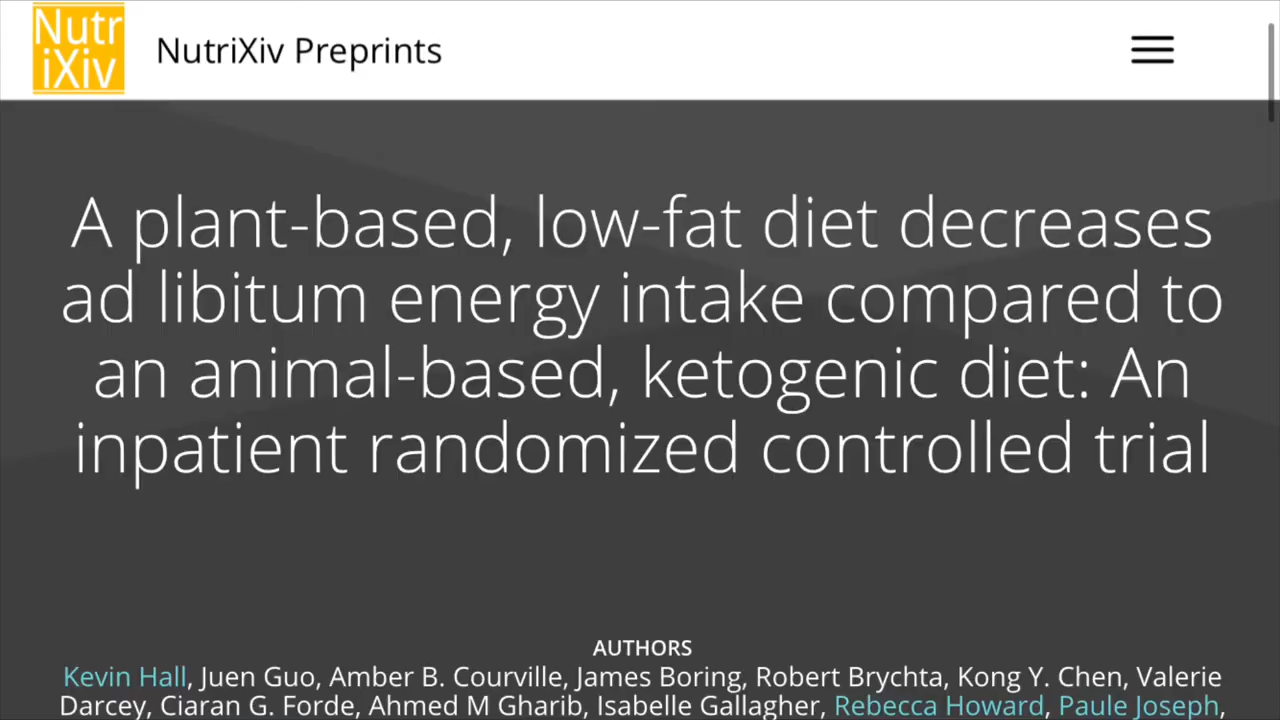 Nutr
iXiv
NutriXiv Preprints
A plant-based, low-fat diet decreases
ad libitum energy intake compared to
an animal-based, ketogenic diet: An
inpatient randomized controlled trial
AUTHORS
Kevin Hall, Juen Guo, Amber B. Courville, James Boring, Robert Brychta, Kong Y. Chen, Valerie
Darcey, Ciaran G. Forde, Ahmed M Gharib, Isabelle Gallagher, Rebecca Howard, Paule Joseph,